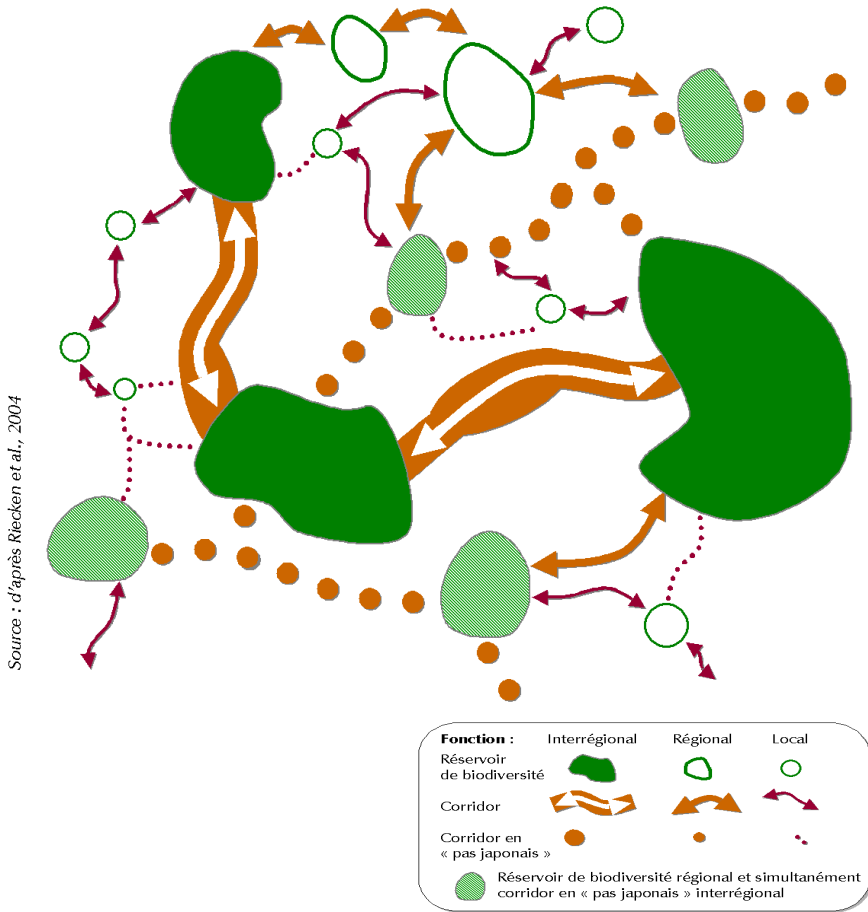 Source : d'après Riecken et al., 2004
Fonction : Interrégional Régional Local
Réservoir
de biodiversité
Corridor
Corridor en
« pas japonais »
Réservoir de biodiversité régional et simultanément
corridor en « pas japonais » interrégional